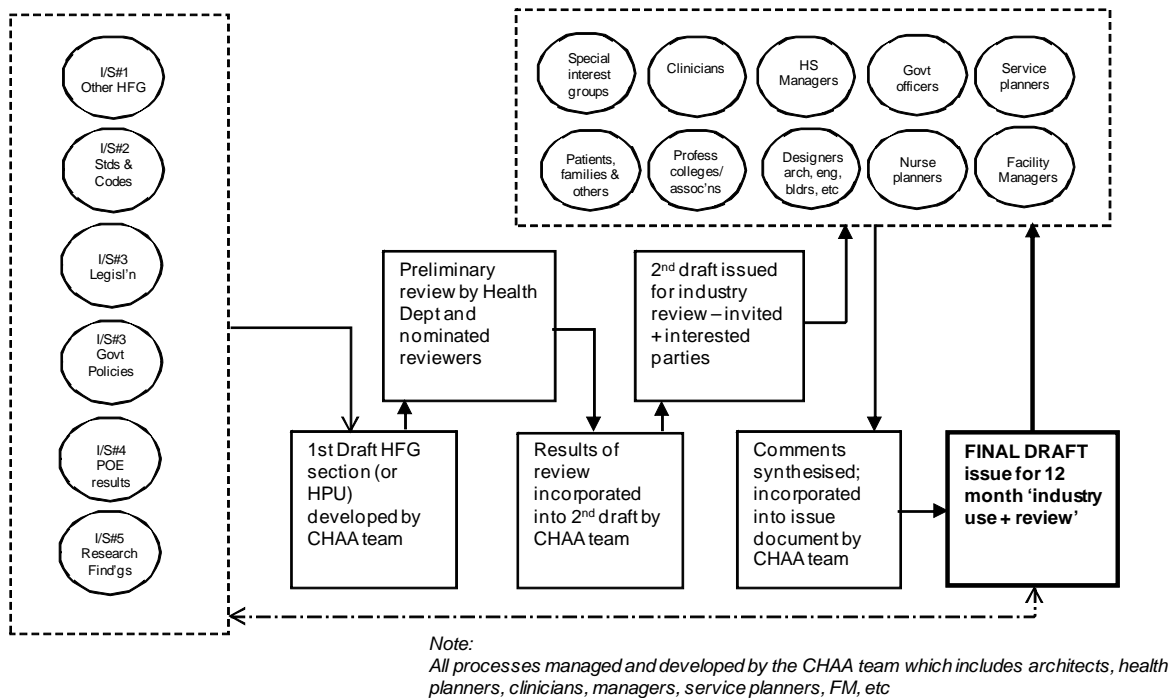 I/S#1
Other HFG
I/S#2
Stds &
Codes
I/S#3
Legisl'n
I/S#3
Govt
Policies
I/S#4
POE
results
I/S#5
Research
Find'gs
Special
interest
groups
Clinicians
HS
Managers
Govt
officers
Service
planners
Patients,
families &
others
Profess
colleges/
assoc'ns
Designers
arch, eng,
bldrs, etc
Nurse
planners
Facility
Managers
Preliminary
review by Health
Dept and
nominated
reviewers
2nd draft issued
for industry
review – invited
+ interested
parties
1st Draft HFG
section (or
HPU)
developed by
CHAA team
Results of
review
incorporated
into 2nd draft by
CHAA team
Comments
synthesised;
incorporated
into issue
document by
CHAA team
FINAL DRAFT
issue for 12
month ‘industry
use + review’
Note:
All processes managed and developed by the CHAA team which includes architects, health
planners, clinicians, managers, service planners, FM, etc